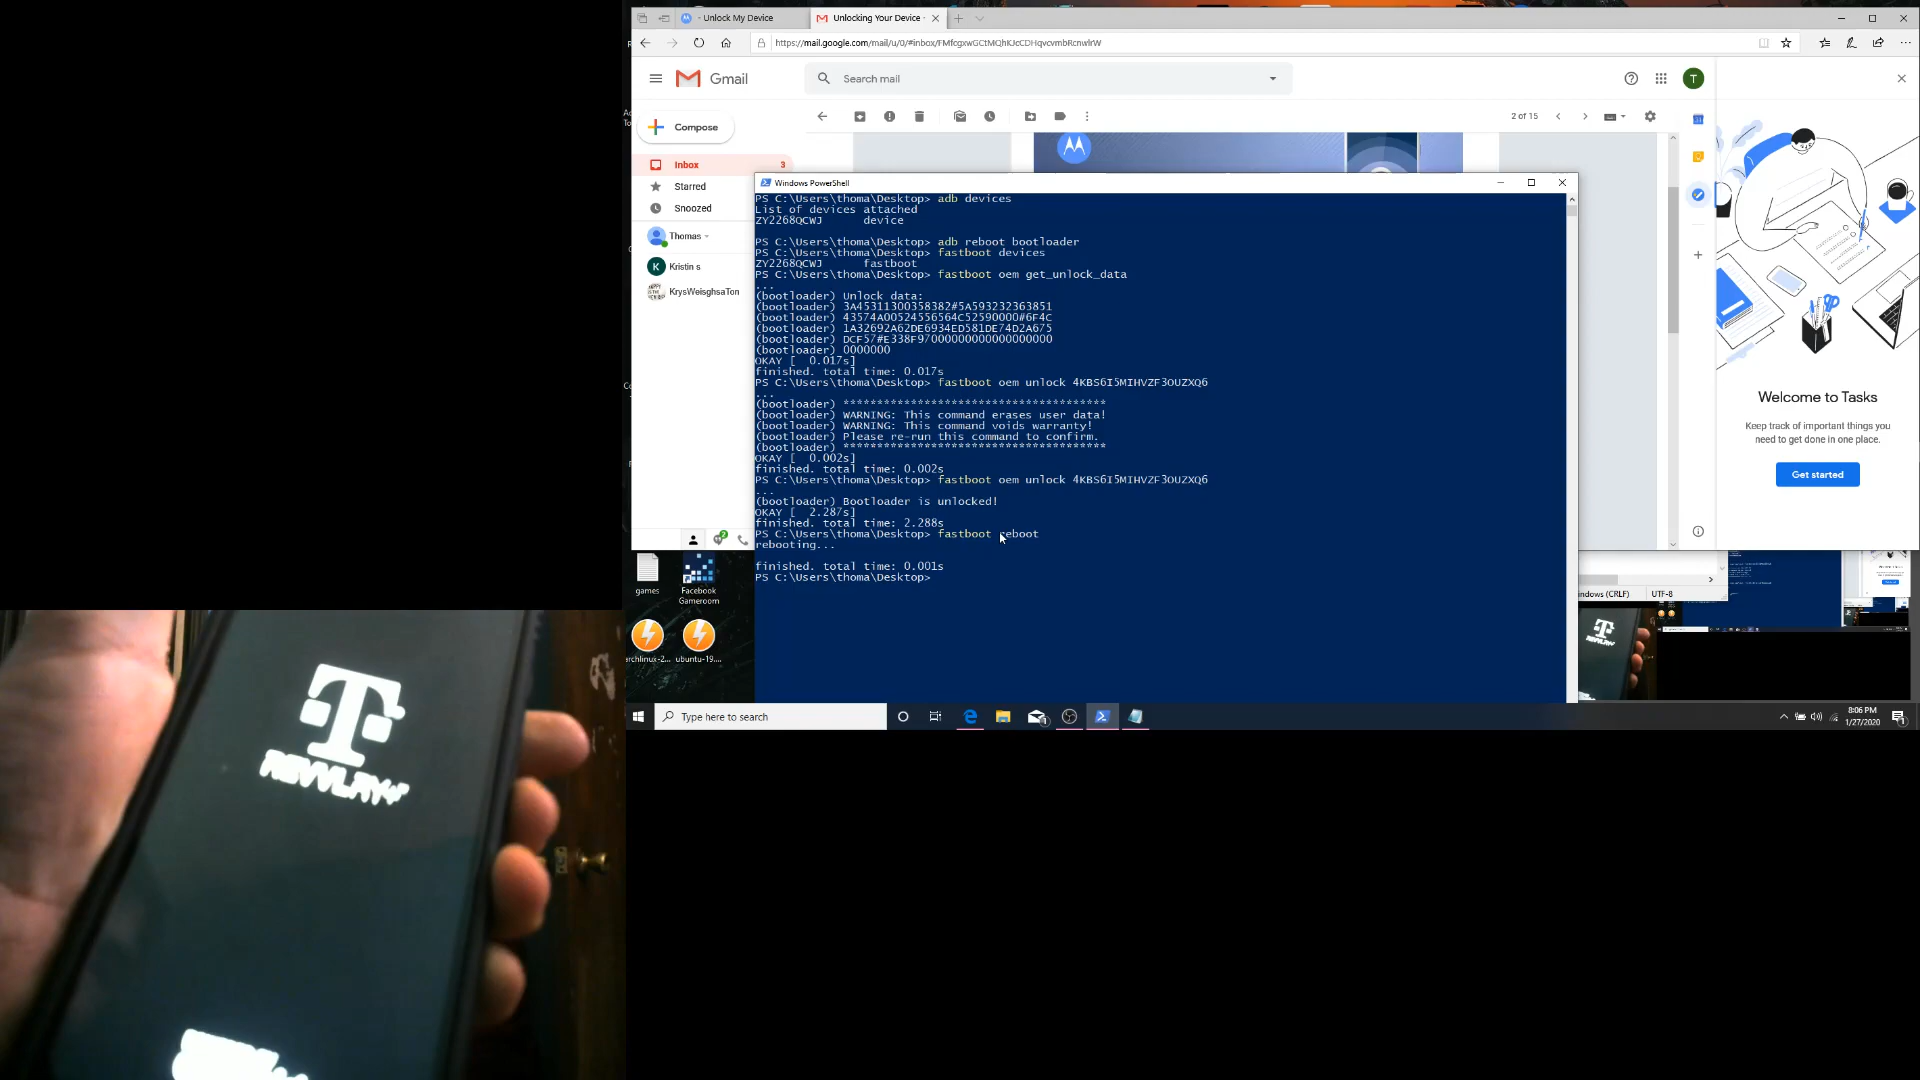 - Unlock My Device
Unlocking Your Device -
https://mail.google.com/mail/u/0/#inbox/FMfcgxwGCtMQhKJcCDHqvcvmbRcnwlrW
Gmail
Search mail
T
Compose
2 of 15
Inbox 3
Starred
Snoozed
Thomas
K Kristin s
KrysWeisghsaTon
Windows PowerShell
PS C:\Users\thoma\Desktop> adb devices
List of devices attached
ZY2268QCWJ device
PS C:\Users\thoma\Desktop> adb reboot bootloader
PS C:\Users\thoma\Desktop> fastboot devices
ZY2268QCWJ fastboot
PS C:\Users\thoma\Desktop> fastboot oem get_unlock_data
...
(bootloader) Unlock data:
(bootloader) 3A45311300358382#5A593232363851
(bootloader) 43574A00524556564C52590000#6F4C
(bootloader) 1A32692A62DE6934ED581DE74D2A675
(bootloader) DCF57#E338F97000000000000000000
(bootloader) 0000000
OKAY [  0.017s]
finished. total time: 0.017s
PS C:\Users\thoma\Desktop> fastboot oem unlock 4KBS6I5MIHVZF3OUZXQ6
...
(bootloader) **************************************
(bootloader) WARNING: This command erases user data!
(bootloader) WARNING: This command voids warranty!
(bootloader) Please re-run this command to confirm.
(bootloader) **************************************
OKAY [  0.002s]
finished. total time: 0.002s
PS C:\Users\thoma\Desktop> fastboot oem unlock 4KBS6I5MIHVZF3OUZXQ6
...
(bootloader) Bootloader is unlocked!
OKAY [  2.287s]
finished. total time: 2.288s
PS C:\Users\thoma\Desktop> fastboot reboot
rebooting...
finished. total time: 0.001s
PS C:\Users\thoma\Desktop>
Welcome to Tasks
Keep track of important things you
need to get done in one place.
Get started
games
Facebook
Gameroom
rchlinux-2...
ubuntu-19....
ndows (CRLF)
UTF-8
Type here to search
8:06 PM
1/27/2020
T